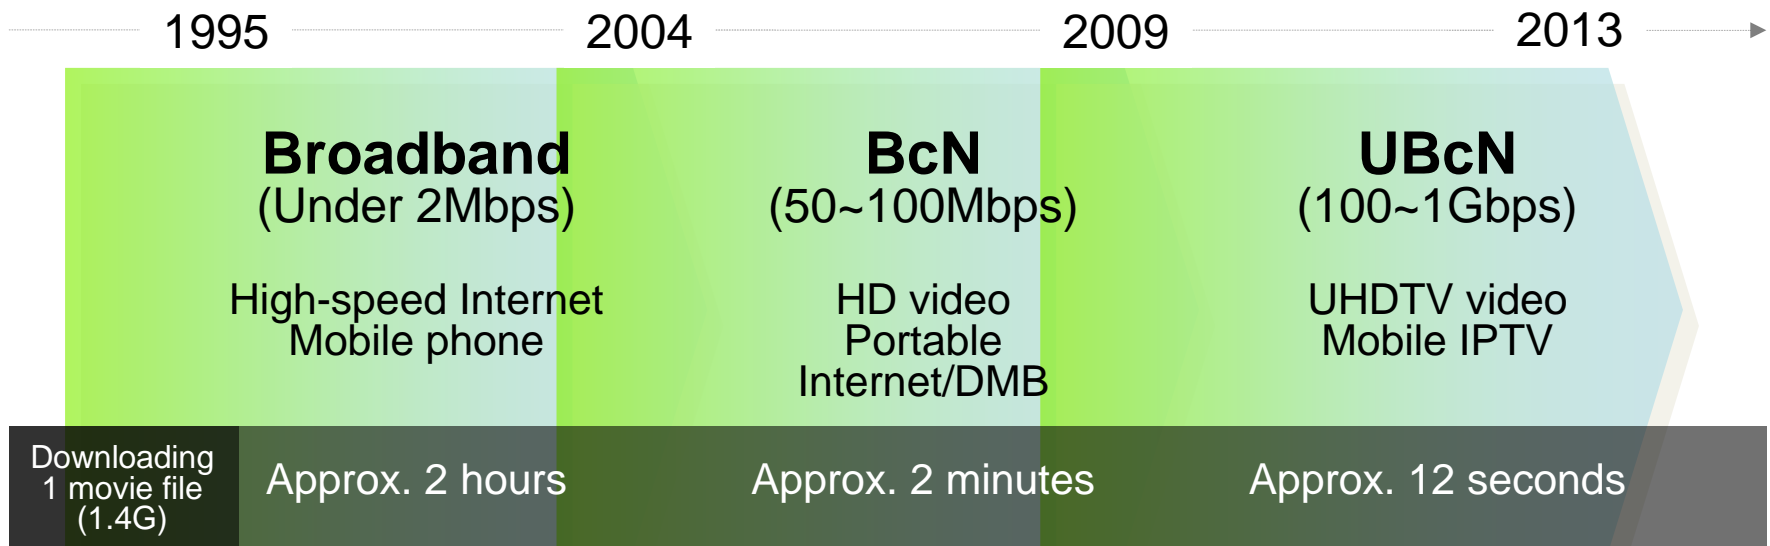 1995 2004 2009 2013
Broadband
(Under 2Mbps)
High-speed Internet
Mobile phone
BcN
(50~100Mbps)
HD video
Portable
Internet/DMB
UBcN
(100~1Gbps)
UHDTV video
Mobile IPTV
Downloading
1 movie file
(1.4G)
Approx. 2 hours
Approx. 2 minutes
Approx. 12 seconds